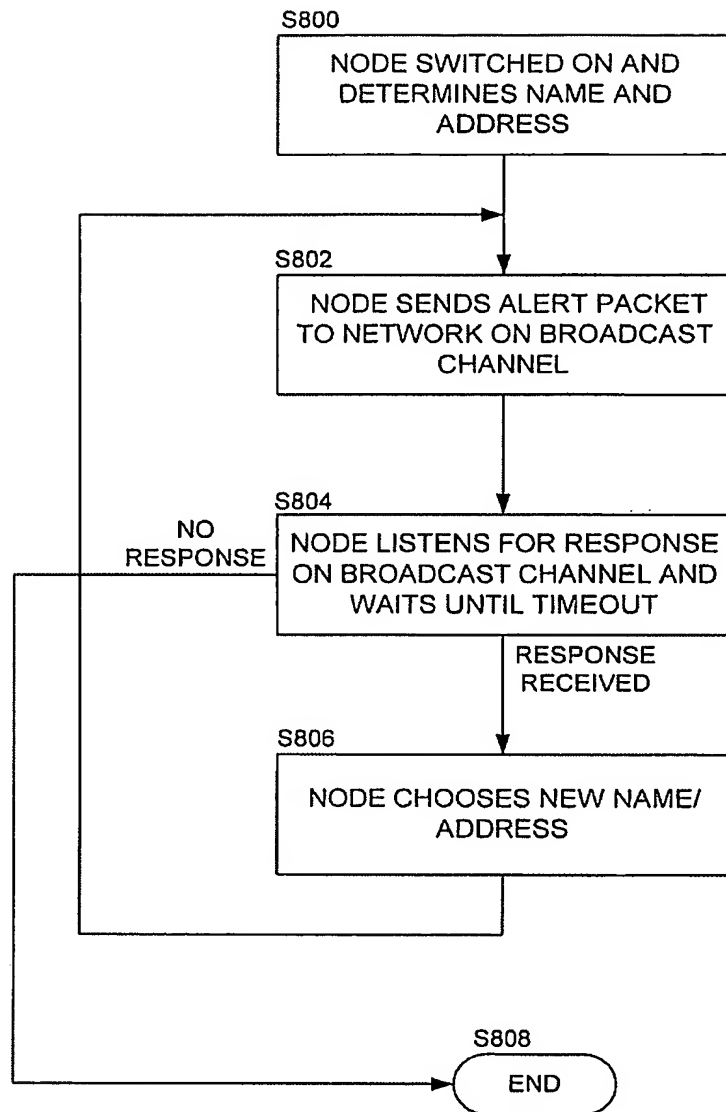 S800
NODE SWITCHED ON AND
DETERMINES NAME AND
ADDRESS
S802
NODE SENDS ALERT PACKET
TO NETWORK ON BROADCAST
CHANNEL
S804
NO
RESPONSE
NODE LISTENS FOR RESPONSE
ON BROADCAST CHANNEL AND
WAITS UNTIL TIMEOUT
RESPONSE
RECEIVED
S806
NODE CHOOSES NEW NAME/
ADDRESS
S808
END